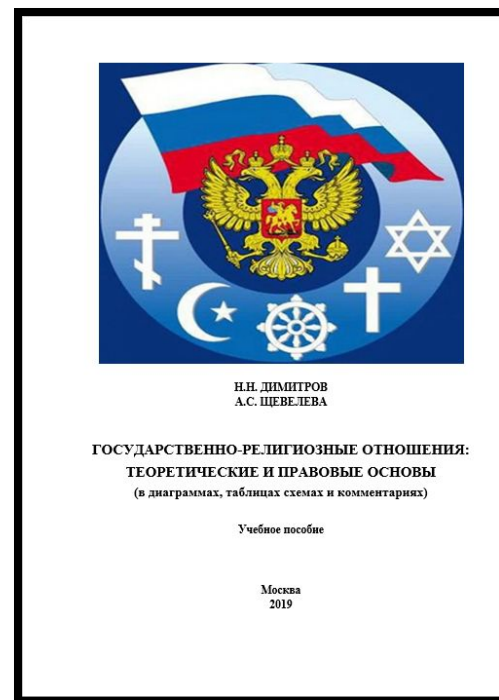 Н.Н. ДИМИТРОВ
А.С. ЩЕВЕЛЕВА
ГОСУДАРСТВЕННО-РЕЛИГИОЗНЫЕ ОТНОШЕНИЯ:
ТЕОРЕТИЧЕСКИЕ И ПРАВОВЫЕ ОСНОВЫ
(в диаграммах, таблицах схемах и комментариях)
Учебное пособие
Москва
2019